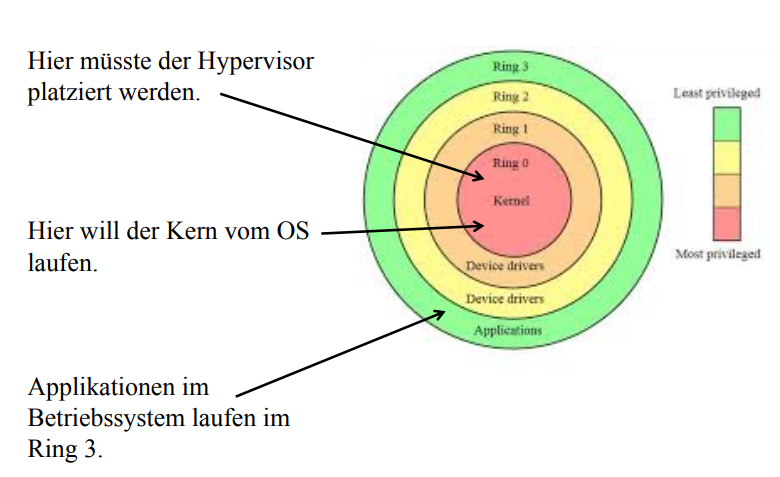 Hier müsste der Hypervisor
platziert werden.
Hier will der Kern vom OS
laufen.
Applikationen im
Betriebssystem laufen im
Ring 3.
Ring 3
Ring 2
Ring 1
Ring 0
Kernel
Device drivers
Device drivers
Applications
Least privileged
Most privileged